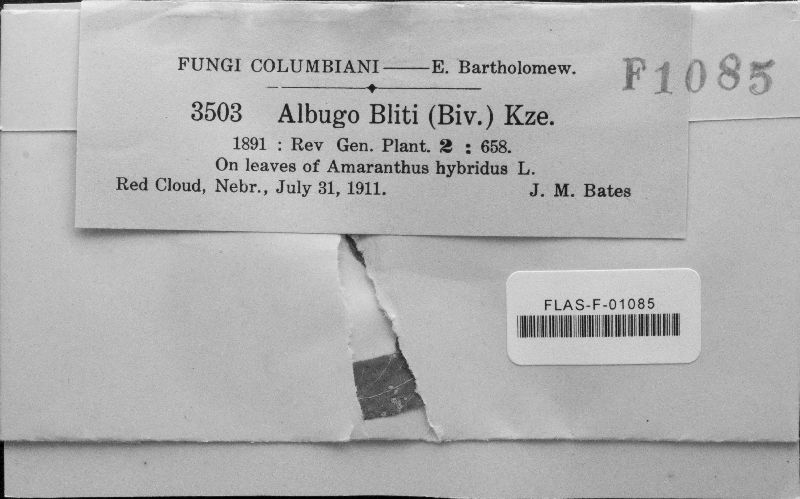 FUNGI COLUMBIANI——E. Bartholomew.
F1085
3503 Albugo Bliti (Biv.) Kze.
1891 : Rev Gen. Plant. 2 : 658.
On leaves of Amaranthus hybridus L.
Red Cloud, Nebr., July 31, 1911. J. M. Bates
FLAS-F-01085